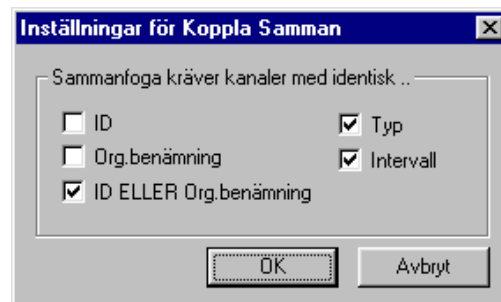 Inställningar för Koppla Samman
Sammanfoga kräver kanaler med identisk ..
ID
Typ
Org.benämning
Intervall
ID ELLER Org.benämning
OK
Avbryt